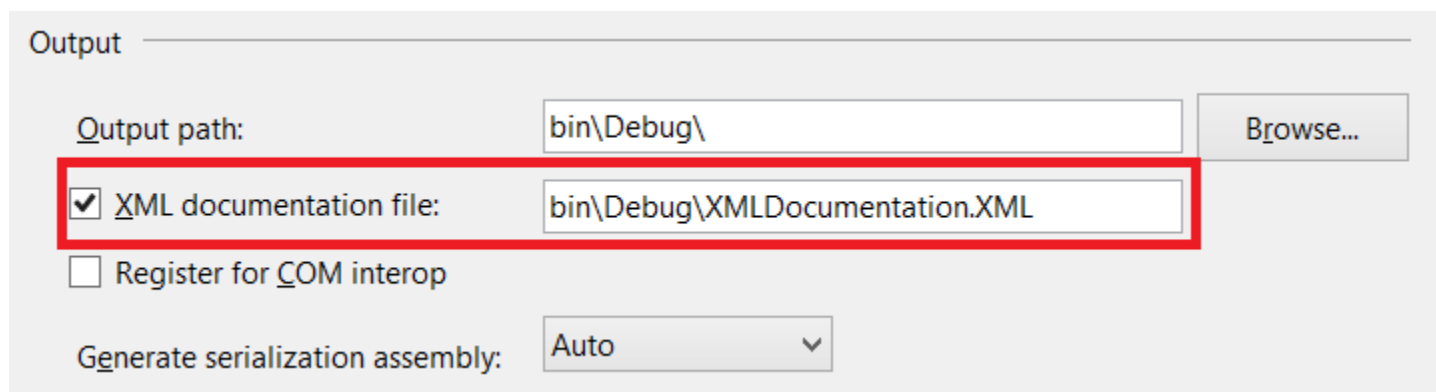 Output
Output path:
bin\Debug\
Browse...
XML documentation file:
bin\Debug\XMLDocumentation.XML
Register for COM interop
Generate serialization assembly:
Auto